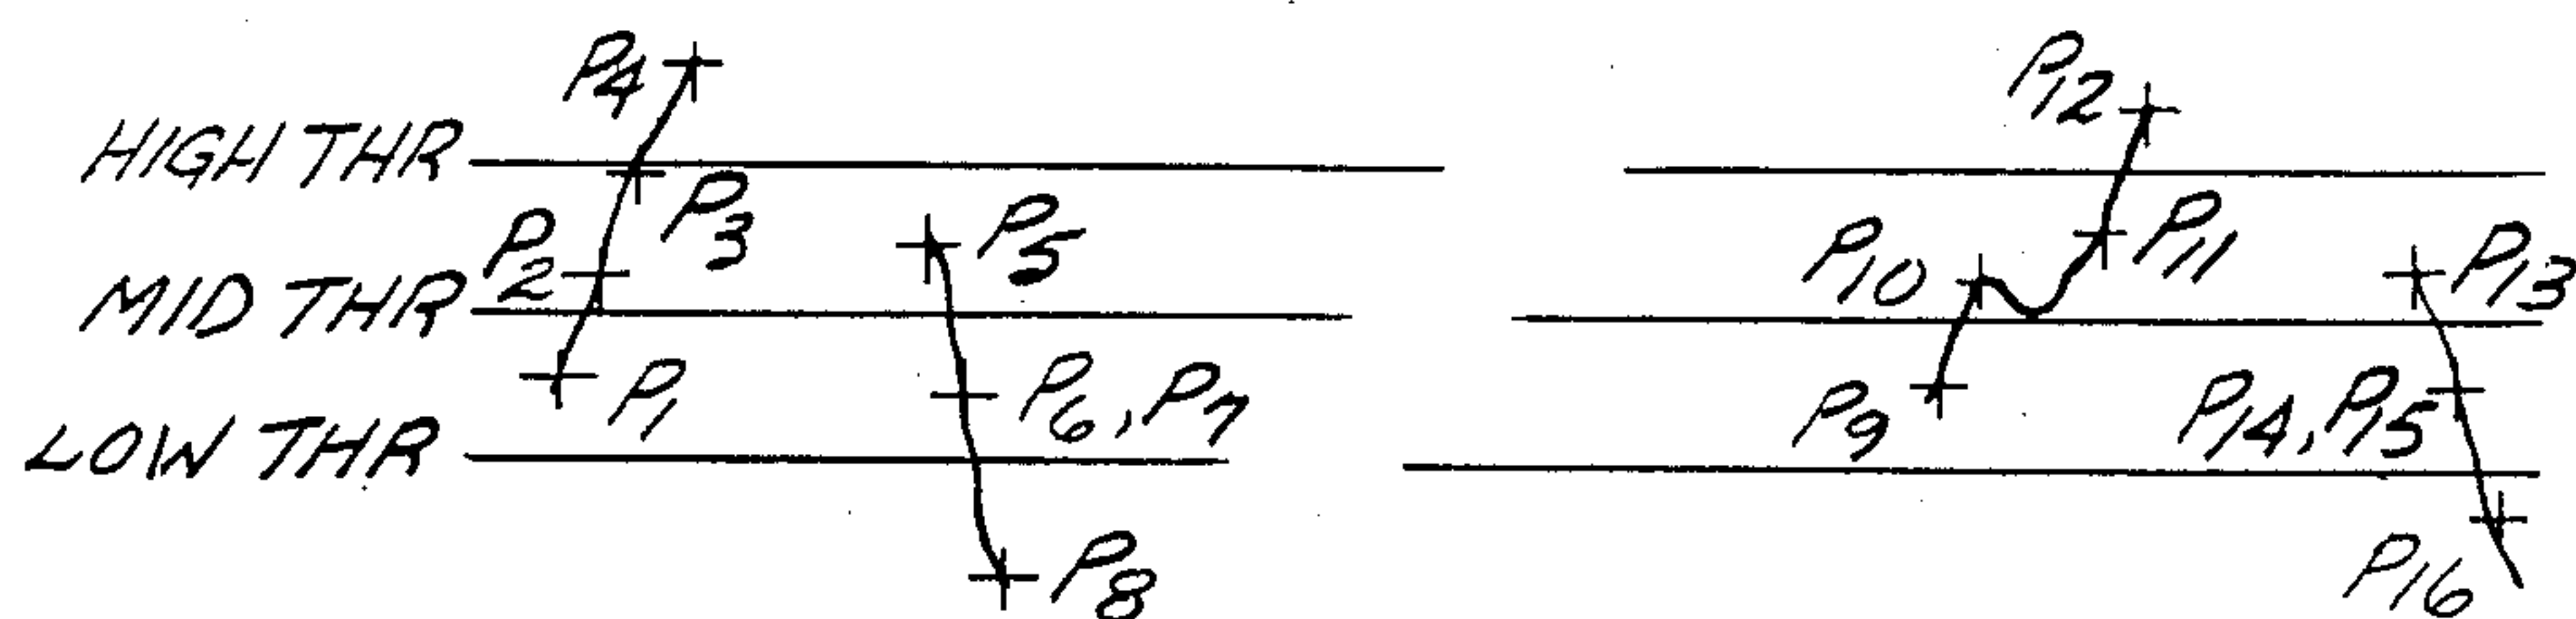 P4
P12
HIGH THR
P3
P2
P5
P10
P11
P13
MID THR
P1
P6, P7
P9
P14, P15
LOW THR
P8
P16